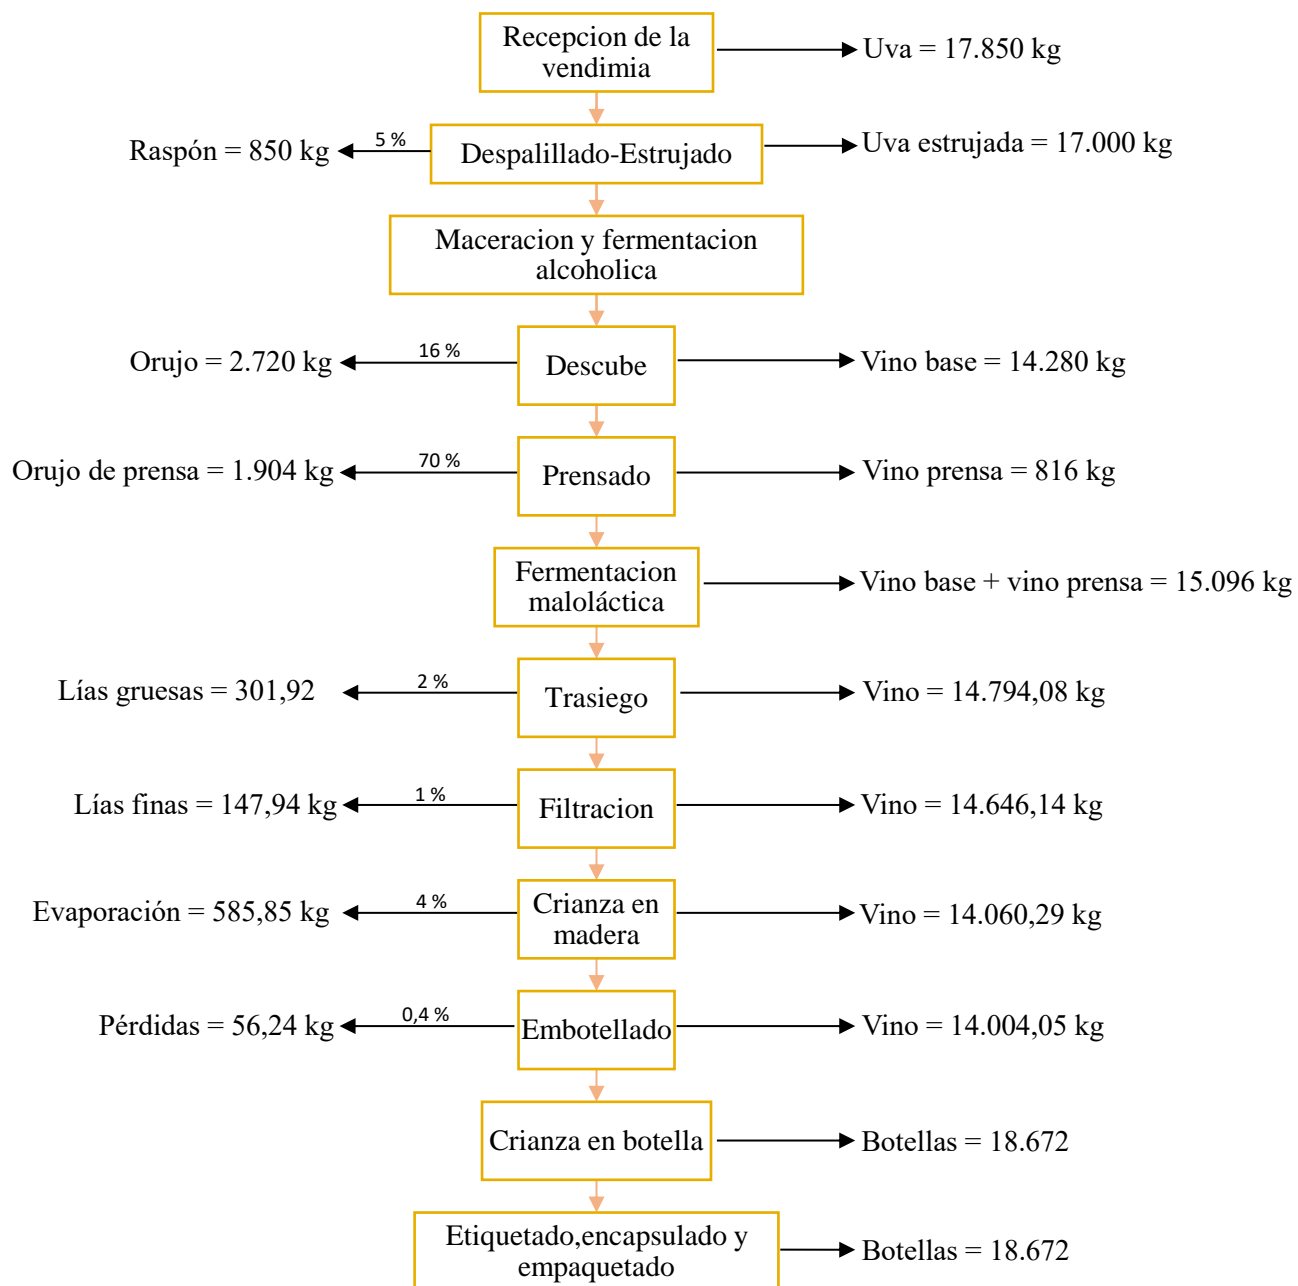 Recepcion de la
vendimia
Uva = 17.850 kg
Raspón = 850 kg
5 %
Despalillado-Estrujado
Uva estrujada = 17.000 kg
Maceracion y fermentacion
alcoholica
Orujo = 2.720 kg
16 %
Descube
Vino base = 14.280 kg
Orujo de prensa = 1.904 kg
70 %
Prensado
Vino prensa = 816 kg
Fermentacion
maloláctica
Vino base + vino prensa = 15.096 kg
Lías gruesas = 301,92
2 %
Trasiego
Vino = 14.794,08 kg
Lías finas = 147,94 kg
1 %
Filtracion
Vino = 14.646,14 kg
Evaporación = 585,85 kg
4 %
Crianza en
madera
Vino = 14.060,29 kg
Pérdidas = 56,24 kg
0,4 %
Embotellado
Vino = 14.004,05 kg
Crianza en botella
Botellas = 18.672
Etiquetado,encapsulado y
empaquetado
Botellas = 18.672